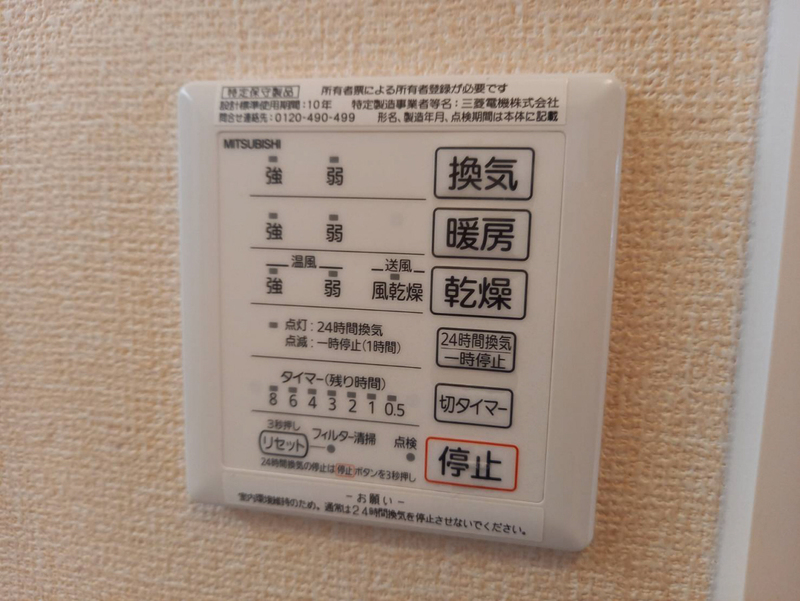 特定保守製品 所有者票による所有者登録が必要です
設計標準使用期間：10年 特定製造事業者等名：三菱電機株式会社
問合せ連絡先：0120-490-499 形名、製造年月、点検期間は本体に記載
MITSUBISHI
強 弱 換気
強 弱 暖房
温風 送風
強 弱 風乾燥 乾燥
点灯：24時間換気
点滅：一時停止(1時間)
24時間換気
一時停止
タイマー(残り時間)
8 6 4 3 2 1 0.5 切タイマー
3秒押し
リセット フィルター清掃 点検 停止
24時間換気の停止は停止ボタンを3秒押し
－お願い－
室内環境維持のため、通常は24時間換気を停止させないでください。